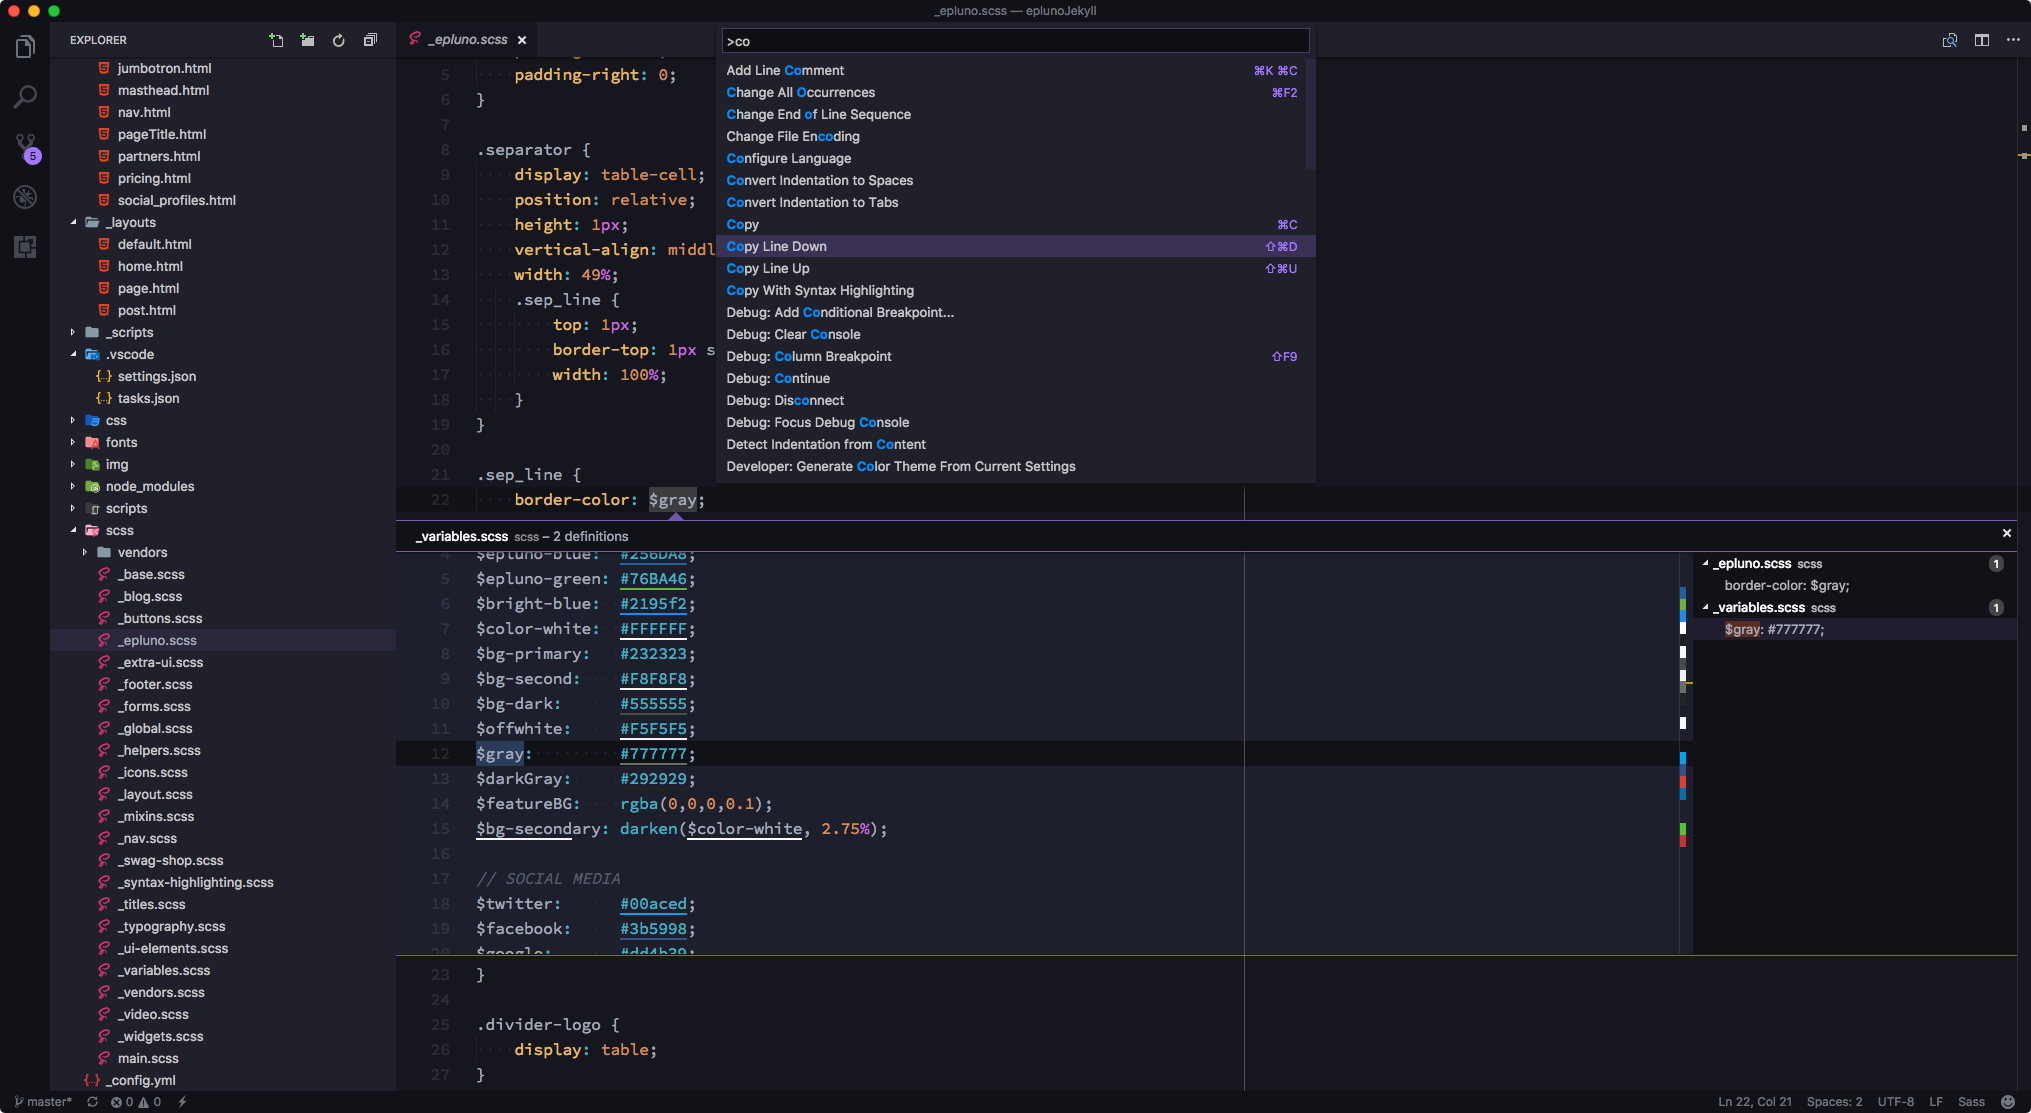 _epluno.scss — eplunoJekyll
EXPLORER
jumbotron.html
masthead.html
nav.html
pageTitle.html
partners.html
pricing.html
social_profiles.html
_layouts
default.html
home.html
page.html
post.html
_scripts
.vscode
settings.json
tasks.json
css
fonts
img
node_modules
scripts
scss
vendors
_base.scss
_blog.scss
_buttons.scss
_epluno.scss
_extra-ui.scss
_footer.scss
_forms.scss
_global.scss
_helpers.scss
_icons.scss
_layout.scss
_mixins.scss
_nav.scss
_swag-shop.scss
_syntax-highlighting.scss
_titles.scss
_typography.scss
_ui-elements.scss
_variables.scss
_vendors.scss
_video.scss
_widgets.scss
main.scss
_config.yml
5
_epluno.scss
5 padding-right: 0;
6 }
7
8 .separator {
9 display: table-cell;
10 position: relative;
11 height: 1px;
12 vertical-align: middl
13 width: 49%;
14 .sep_line {
15 top: 1px;
16 border-top: 1px s
17 width: 100%;
18 }
19 }
20
21 .sep_line {
22 border-color: $gray;
>co
Add Line Comment ⌘K ⌘C
Change All Occurrences ⌘F2
Change End of Line Sequence
Change File Encoding
Configure Language
Convert Indentation to Spaces
Convert Indentation to Tabs
Copy ⌘C
Copy Line Down ⇧⌘D
Copy Line Up ⇧⌘U
Copy With Syntax Highlighting
Debug: Add Conditional Breakpoint...
Debug: Clear Console
Debug: Column Breakpoint ⇧F9
Debug: Continue
Debug: Disconnect
Debug: Focus Debug Console
Detect Indentation from Content
Developer: Generate Color Theme From Current Settings
_variables.scss scss – 2 definitions
4 $epluno-blue: #256DA8;
5 $epluno-green: #76BA46;
6 $bright-blue: #2195f2;
7 $color-white: #FFFFFF;
8 $bg-primary: #232323;
9 $bg-second: #F8F8F8;
10 $bg-dark: #555555;
11 $offwhite: #F5F5F5;
12 $gray: #777777;
13 $darkGray: #292929;
14 $featureBG: rgba(0,0,0,0.1);
15 $bg-secondary: darken($color-white, 2.75%);
16
17 // SOCIAL MEDIA
18 $twitter: #00aced;
19 $facebook: #3b5998;
20 $google: #dd4b39;
_epluno.scss scss 1
border-color: $gray;
_variables.scss scss 1
$gray: #777777;
23 }
24
25 .divider-logo {
26 display: table;
27 }
master* 0 0
Ln 22, Col 21 Spaces: 2 UTF-8 LF Sass